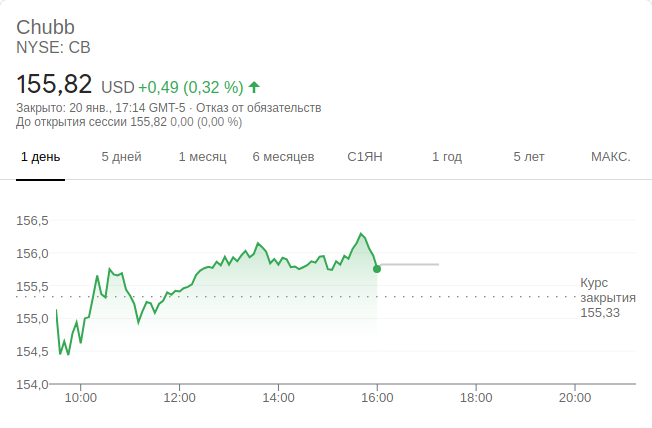 Chubb
NYSE: CB
155,82 USD +0,49 (0,32 %)
Закрыто: 20 янв., 17:14 GMT-5 · Отказ от обязательств
До открытия сессии 155,82 0,00 (0,00 %)
1 день 5 дней 1 месяц 6 месяцев С1ЯН 1 год 5 лет МАКС.
156,5
156,0
155,5
155,0
154,5
154,0
Курс
закрытия
155,33
10:00 12:00 14:00 16:00 18:00 20:00